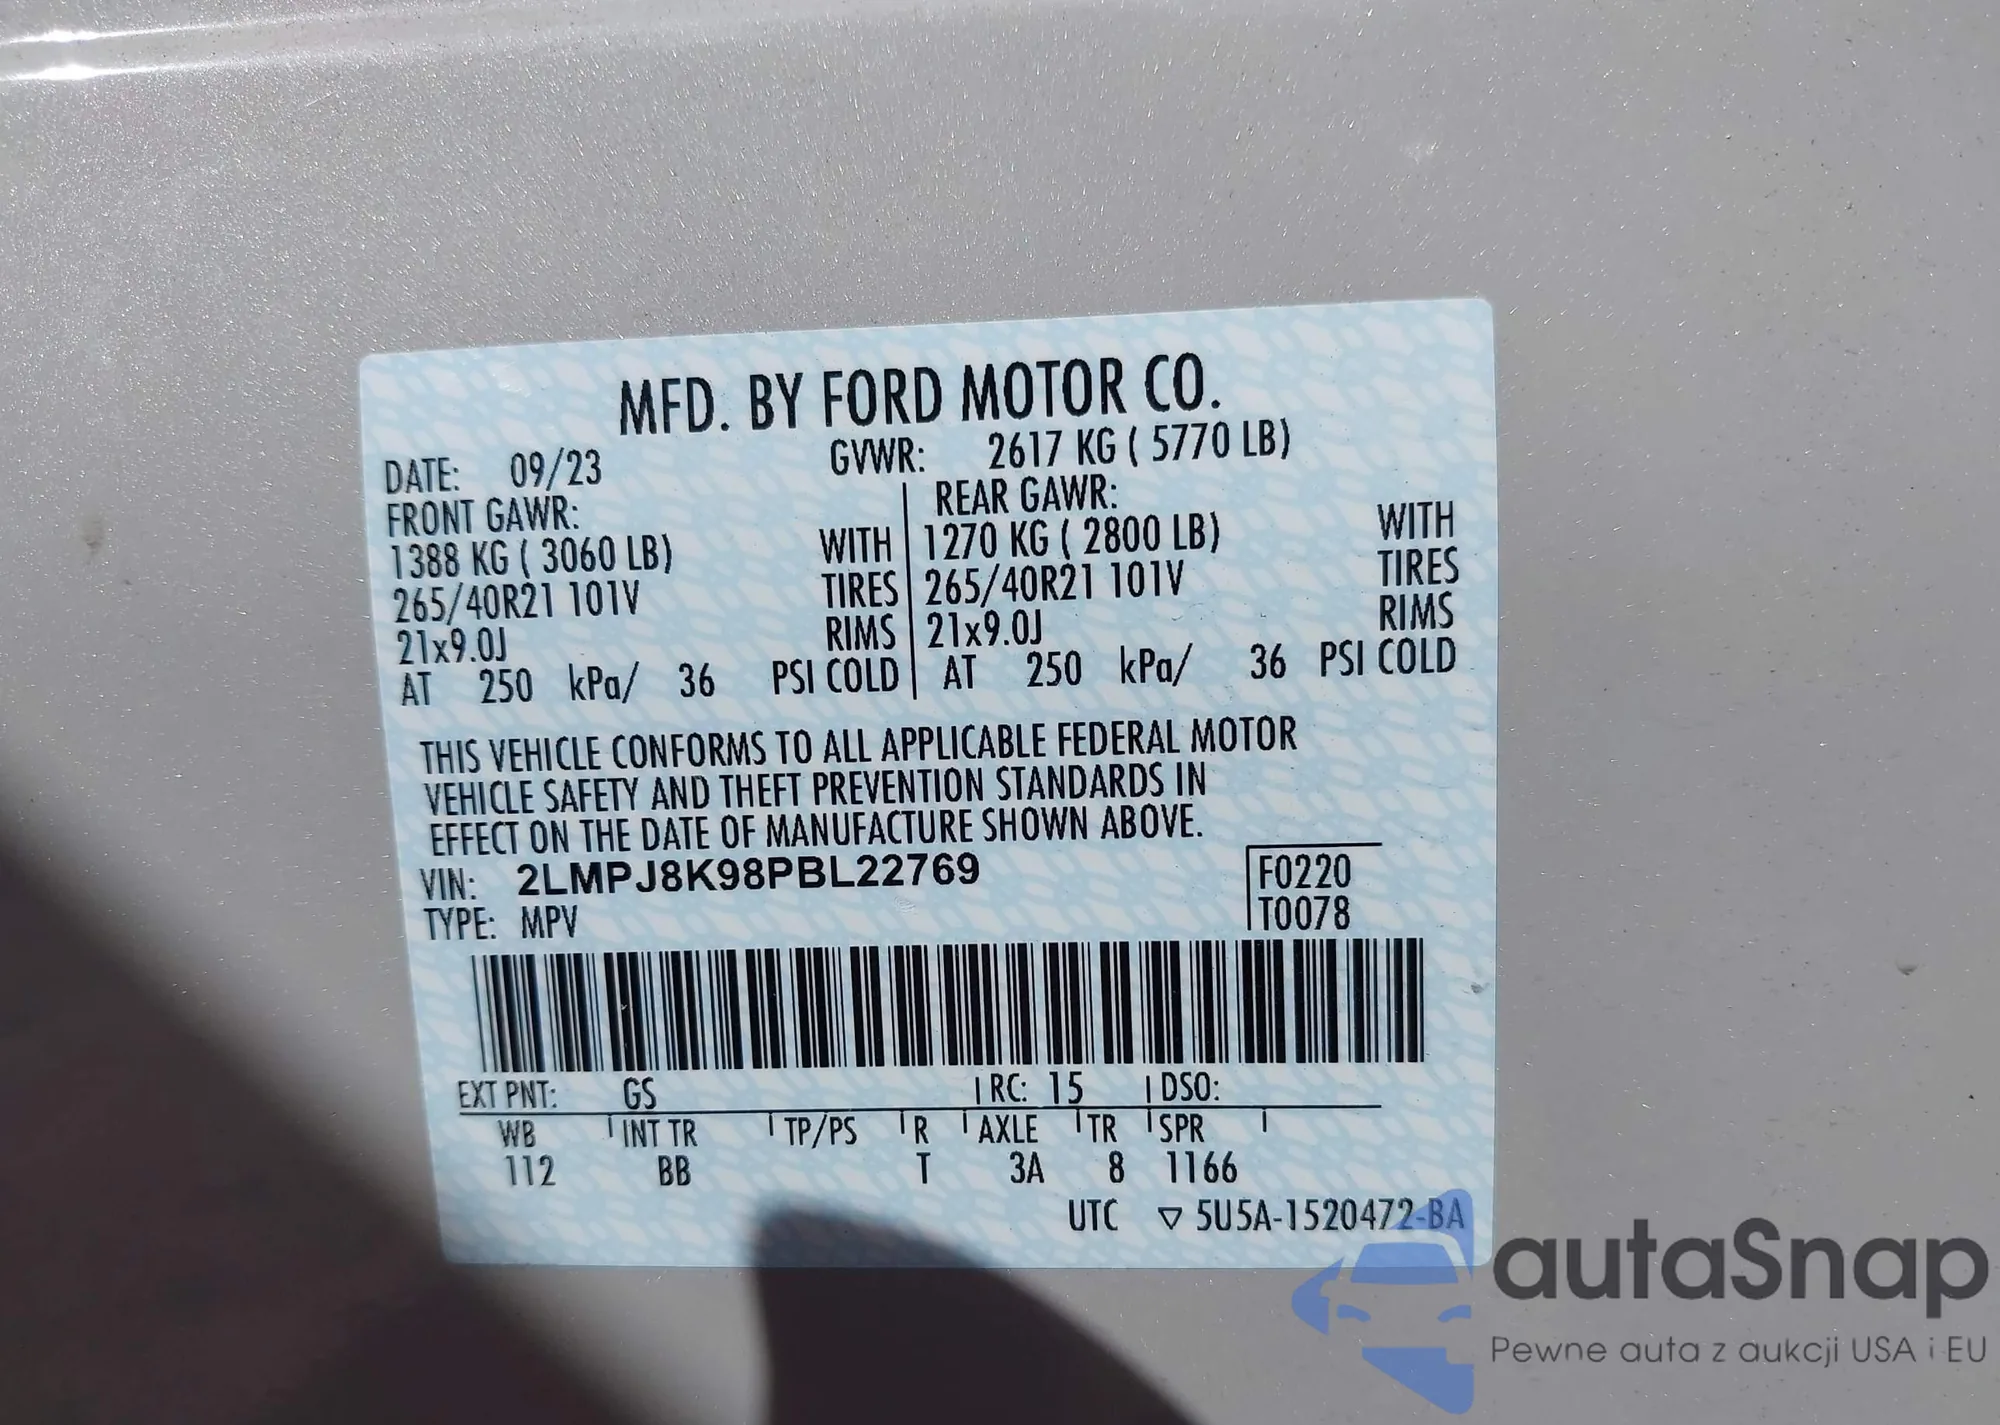 MFD. BY FORD MOTOR CO.
DATE: 09/23 GVWR: 2617 KG ( 5770 LB)
FRONT GAWR: REAR GAWR:
1388 KG ( 3060 LB) WITH 1270 KG ( 2800 LB) WITH
265/40R21 101V TIRES 265/40R21 101V TIRES
21x9.0J RIMS 21x9.0J RIMS
AT 250 kPa/ 36 PSI COLD AT 250 kPa/ 36 PSI COLD
THIS VEHICLE CONFORMS TO ALL APPLICABLE FEDERAL MOTOR
VEHICLE SAFETY AND THEFT PREVENTION STANDARDS IN
EFFECT ON THE DATE OF MANUFACTURE SHOWN ABOVE.
VIN: 2LMPJ8K98PBL22769 F0220
TYPE: MPV T0078
EXT PNT: GS RC: 15 DSO:
WB INT TR TP/PS R AXLE TR SPR
112 BB T 3A 8 1166
UTC ▽ 5U5A-1520472-BA
autaSnap
Pewne auta z aukcji USA i EU